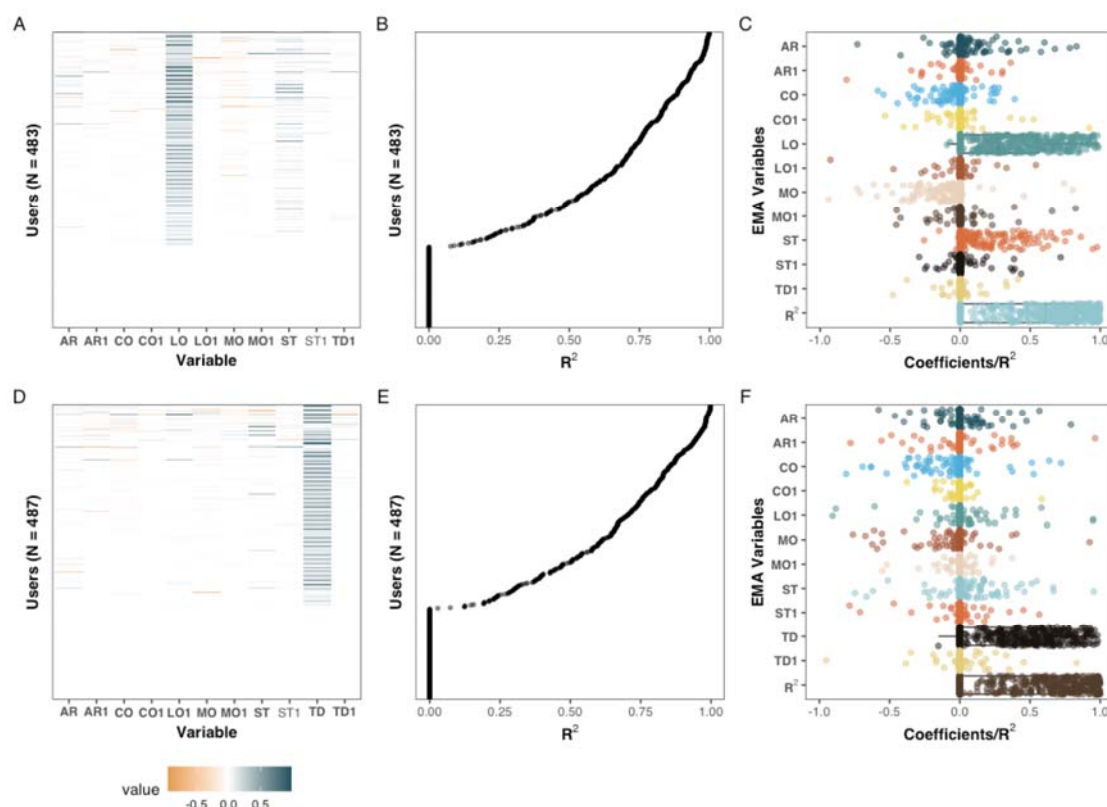 A
Users (N = 483)
AR AR1 CO CO1 LO LO1 MO MO1 ST ST1 TD1
Variable
B
Users (N = 483)
0.00 0.25 0.50 0.75 1.00
R²
C
EMA Variables
AR
AR1
CO
CO1
LO
LO1
MO
MO1
ST
ST1
TD1
R²
-1.0 -0.5 0.0 0.5 1.0
Coefficients/R²
D
Users (N = 487)
AR AR1 CO CO1 LO1 MO MO1 ST ST1 TD TD1
Variable
E
Users (N = 487)
0.00 0.25 0.50 0.75 1.00
R²
F
EMA Variables
AR
AR1
CO
CO1
LO1
MO
MO1
ST
ST1
TD
TD1
R²
-1.0 -0.5 0.0 0.5 1.0
Coefficients/R²
value
-0.5 0.0 0.5